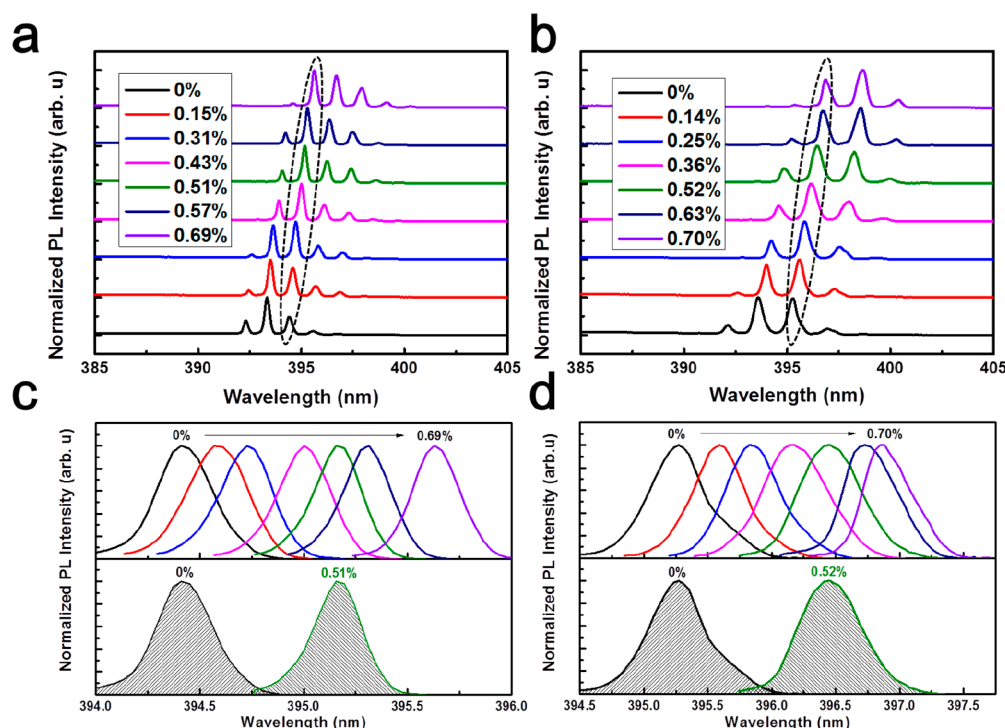 a
Normalized PL Intensity (arb. u)
0%
0.15%
0.31%
0.43%
0.51%
0.57%
0.69%
385 390 395 400 405
Wavelength (nm)
b
Normalized PL Intensity (arb. u)
0%
0.14%
0.25%
0.36%
0.52%
0.63%
0.70%
385 390 395 400 405
Wavelength (nm)
c
Normalized PL Intensity (arb.u)
0% 0.69%
0% 0.51%
394.0 394.5 395.0 395.5 396.0
Wavelength (nm)
d
Normalized PL Intensity (arb. u)
0% 0.70%
0% 0.52%
394.5 395.0 395.5 396.0 396.5 397.0 397.5
Wavelength (nm)